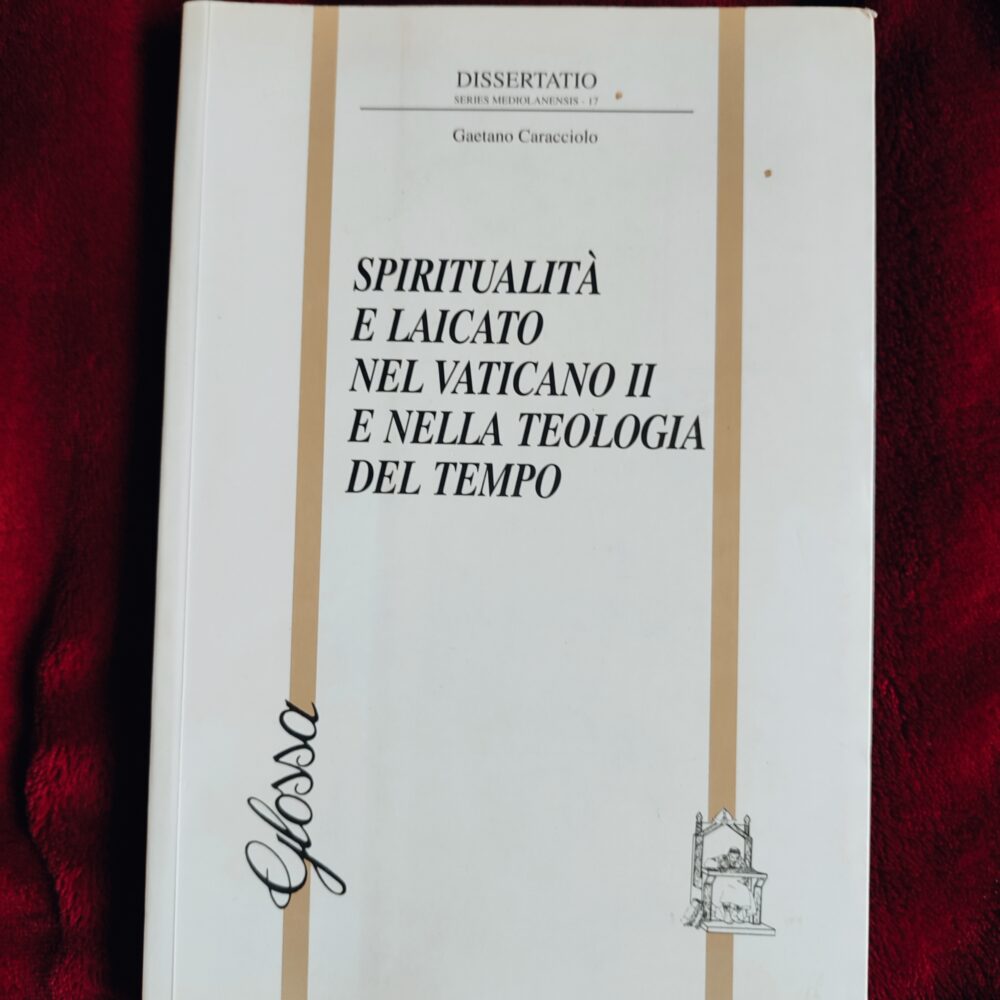 DISSERTATIO
SERIES MEDIOLANENSIS - 17
Gaetano Caracciolo
SPIRITUALITÀ
E LAICATO
NEL VATICANO II
E NELLA TEOLOGIA
DEL TEMPO
Glossa